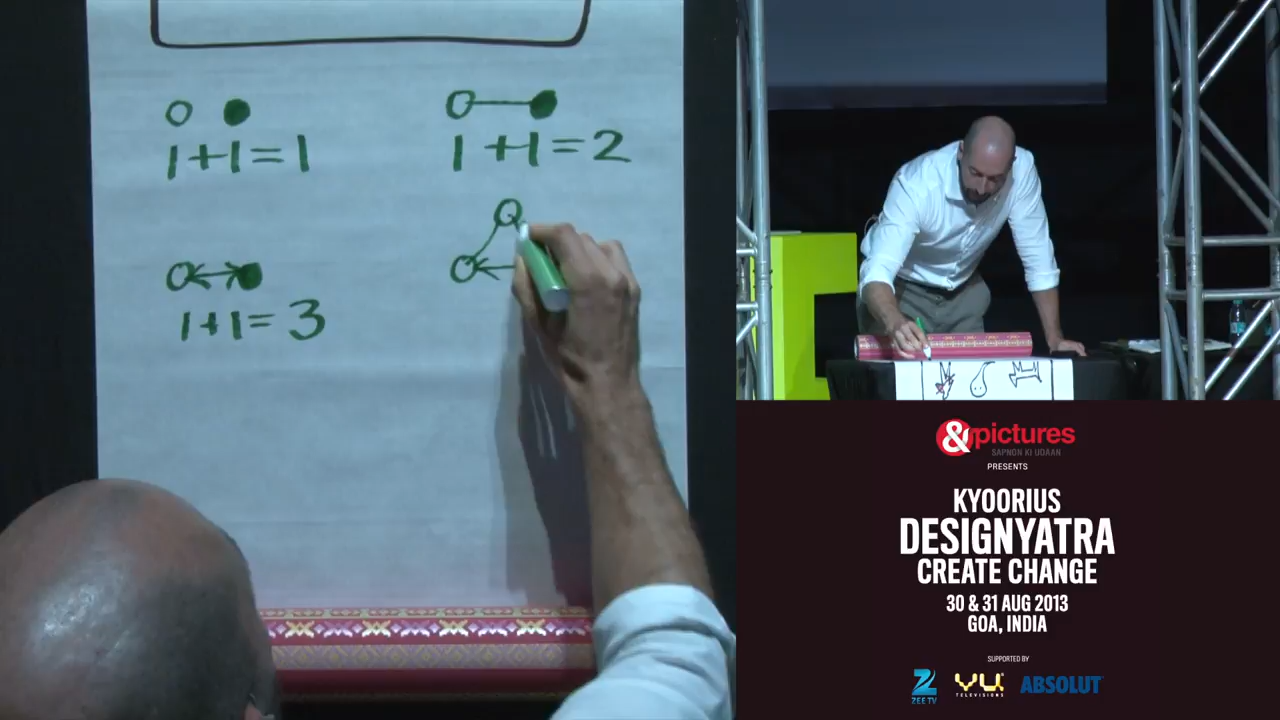 1+1=1
1+1=2
1+1=3
&pictures
SAPNON KI UDAAN
PRESENTS
KYOORIUS
DESIGNYATRA
CREATE CHANGE
30 & 31 AUG 2013
GOA, INDIA
SUPPORTED BY
Z
ZEE TV
YU
TELEVISIONS
ABSOLUT